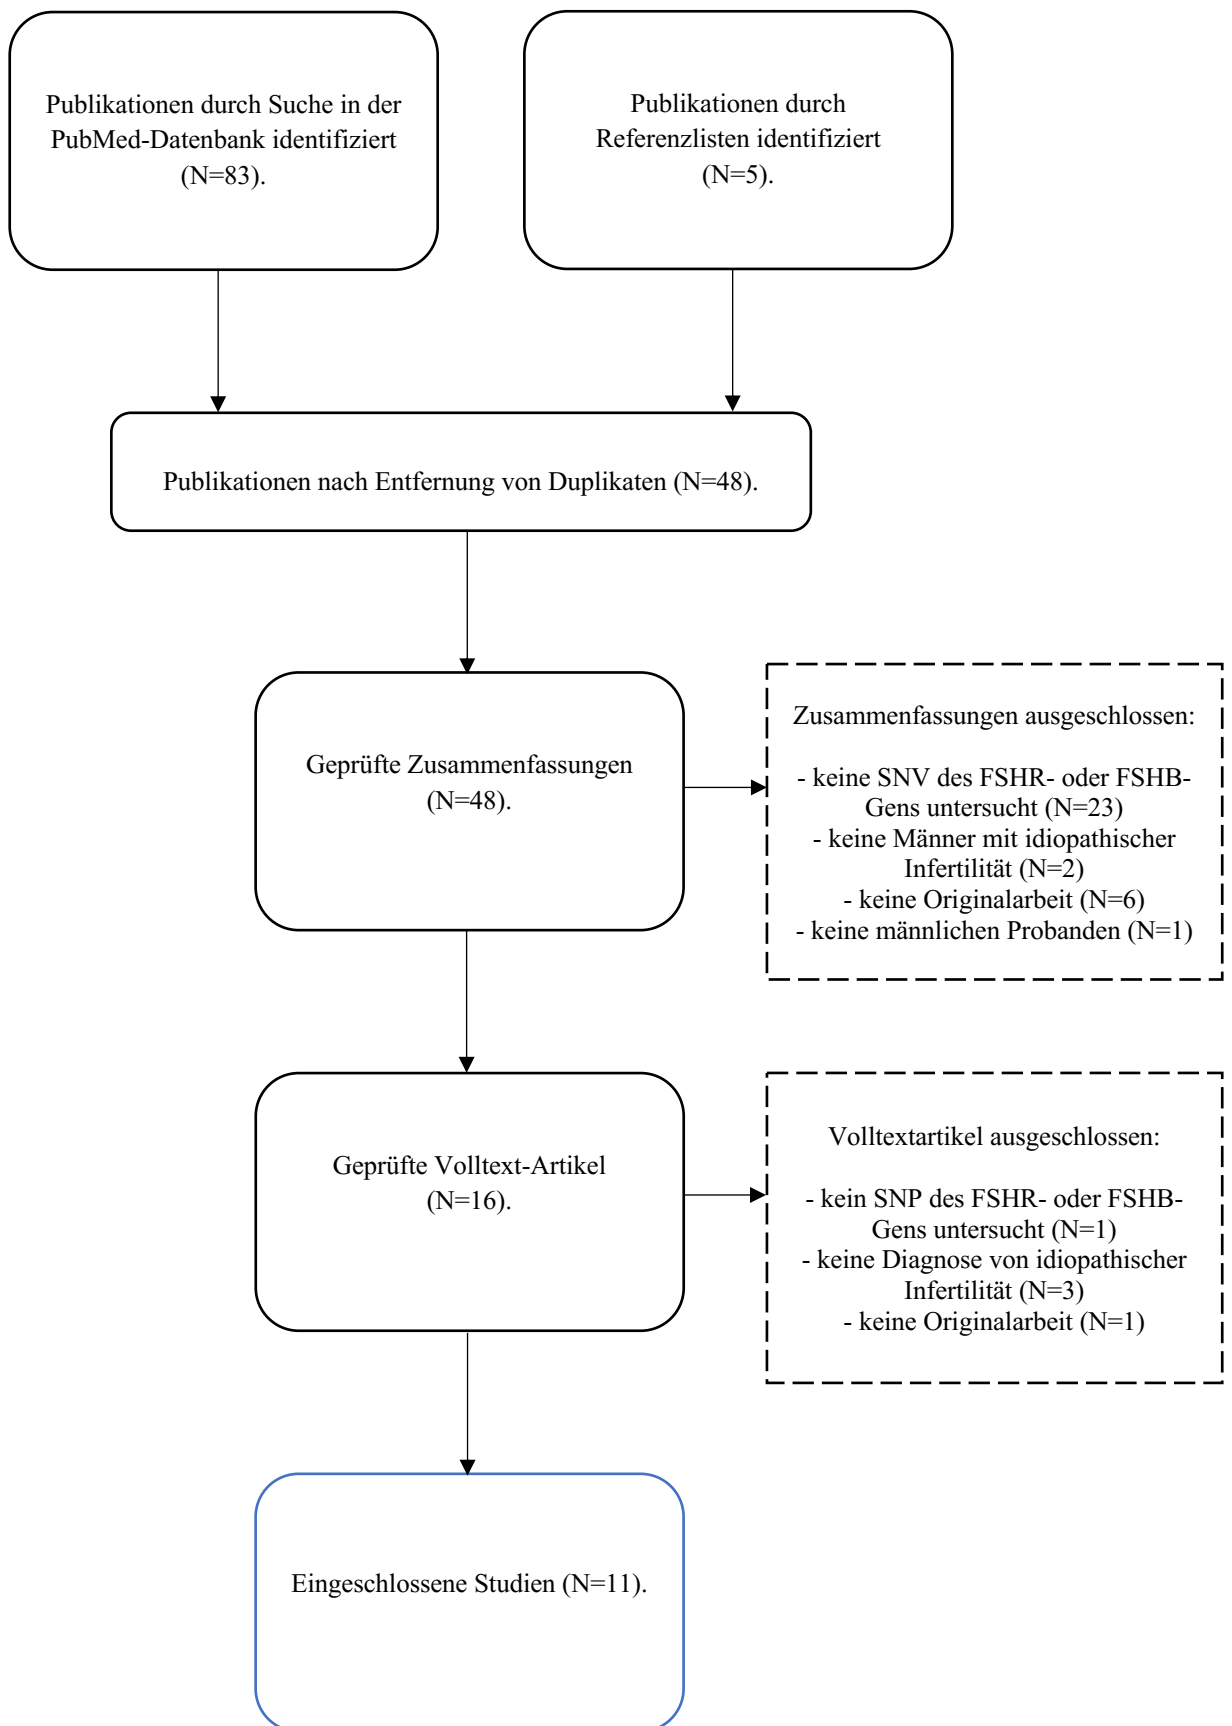 Publikationen durch Suche in der
PubMed-Datenbank identifiziert
(N=83).
Publikationen durch
Referenzlisten identifiziert
(N=5).
Publikationen nach Entfernung von Duplikaten (N=48).
Geprüfte Zusammenfassungen
(N=48).
Zusammenfassungen ausgeschlossen:
- keine SNV des FSHR- oder FSHB-
Gens untersucht (N=23)
- keine Männer mit idiopathischer
Infertilität (N=2)
- keine Originalarbeit (N=6)
- keine männlichen Probanden (N=1)
Geprüfte Volltext-Artikel
(N=16).
Volltextartikel ausgeschlossen:
- kein SNP des FSHR- oder FSHB-
Gens untersucht (N=1)
- keine Diagnose von idiopathischer
Infertilität (N=3)
- keine Originalarbeit (N=1)
Eingeschlossene Studien (N=11).